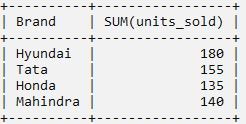 +----------+-----------------+
| Brand    | SUM(units_sold) |
+----------+-----------------+
| Hyundai  |             180 |
| Tata     |             155 |
| Honda    |             135 |
| Mahindra |             140 |
+----------+-----------------+